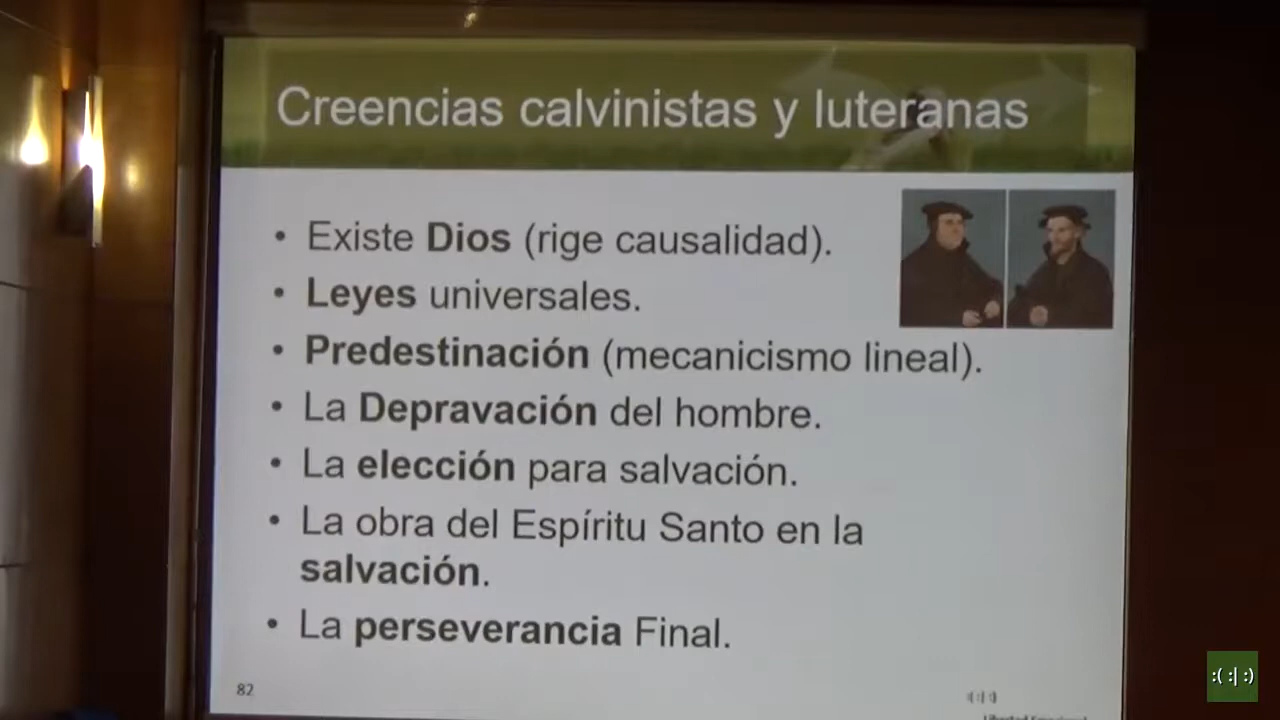 Creencias calvinistas y luteranas
• Existe Dios (rige causalidad).
• Leyes universales.
• Predestinación (mecanicismo lineal).
• La Depravación del hombre.
• La elección para salvación.
• La obra del Espíritu Santo en la
salvación.
• La perseverancia Final.
82
:( :| :)